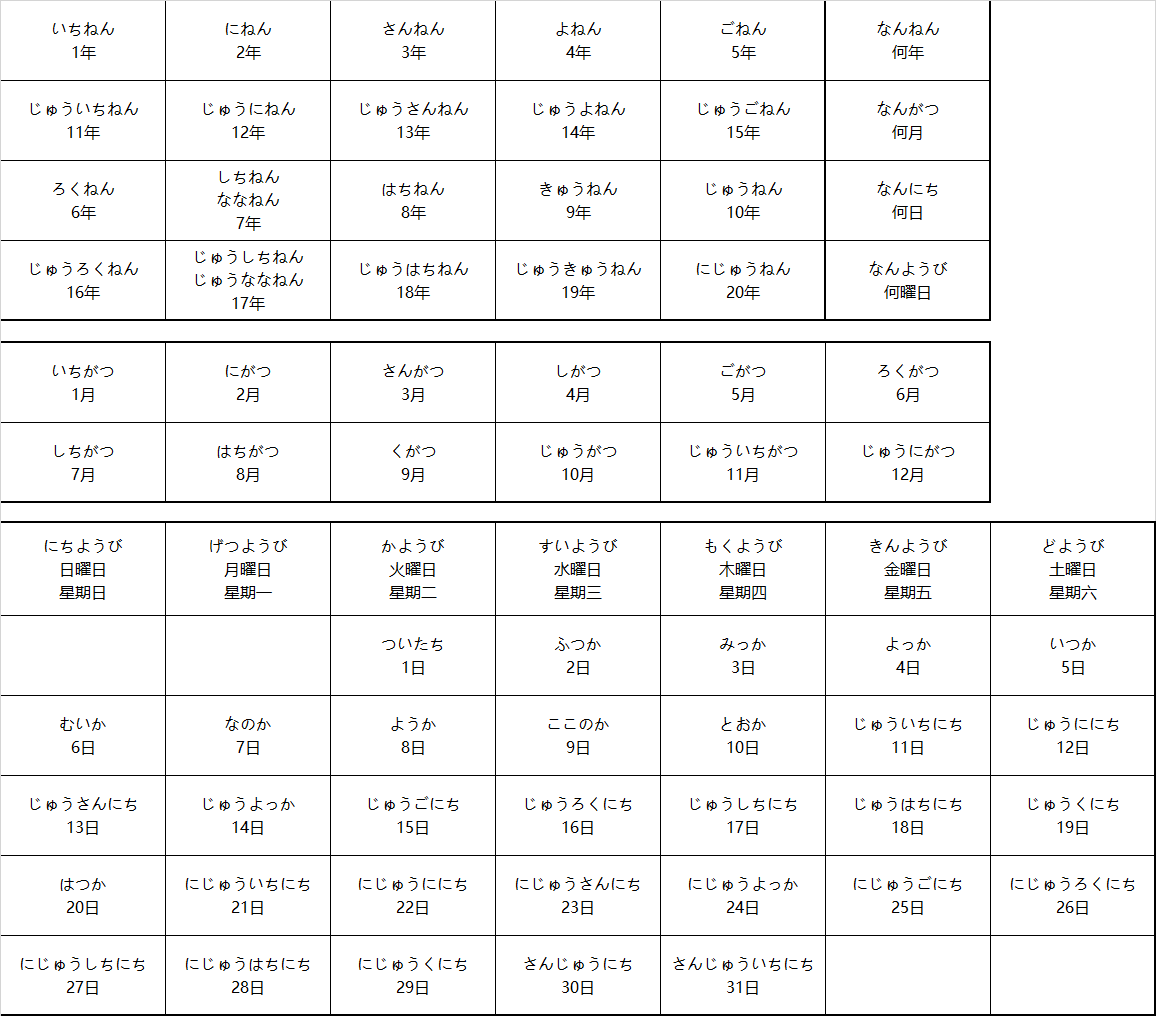 いちねん
1年
にねん
2年
さんねん
3年
よねん
4年
ごねん
5年
なんねん
何年
じゅういちねん
11年
じゅうにねん
12年
じゅうさんねん
13年
じゅうよねん
14年
じゅうごねん
15年
なんがつ
何月
ろくねん
6年
しちねん
ななねん
7年
はちねん
8年
きゅうねん
9年
じゅうねん
10年
なんにち
何日
じゅうろくねん
16年
じゅうしちねん
じゅうななねん
17年
じゅうはちねん
18年
じゅうきゅうねん
19年
にじゅうねん
20年
なんようび
何曜日
いちがつ
1月
にがつ
2月
さんがつ
3月
しがつ
4月
ごがつ
5月
ろくがつ
6月
しちがつ
7月
はちがつ
8月
くがつ
9月
じゅうがつ
10月
じゅういちがつ
11月
じゅうにがつ
12月
にちようび
日曜日
星期日
げつようび
月曜日
星期一
かようび
火曜日
星期二
すいようび
水曜日
星期三
もくようび
木曜日
星期四
きんようび
金曜日
星期五
どようび
土曜日
星期六
ついたち
1日
ふつか
2日
みっか
3日
よっか
4日
いつか
5日
むいか
6日
なのか
7日
ようか
8日
ここのか
9日
とおか
10日
じゅういちにち
11日
じゅうににち
12日
じゅうさんにち
13日
じゅうよっか
14日
じゅうごにち
15日
じゅうろくにち
16日
じゅうしちにち
17日
じゅうはちにち
18日
じゅうくにち
19日
はつか
20日
にじゅういちにち
21日
にじゅうににち
22日
にじゅうさんにち
23日
にじゅうよっか
24日
にじゅうごにち
25日
にじゅうろくにち
26日
にじゅうしちにち
27日
にじゅうはちにち
28日
にじゅうくにち
29日
さんじゅうにち
30日
さんじゅういちにち
31日